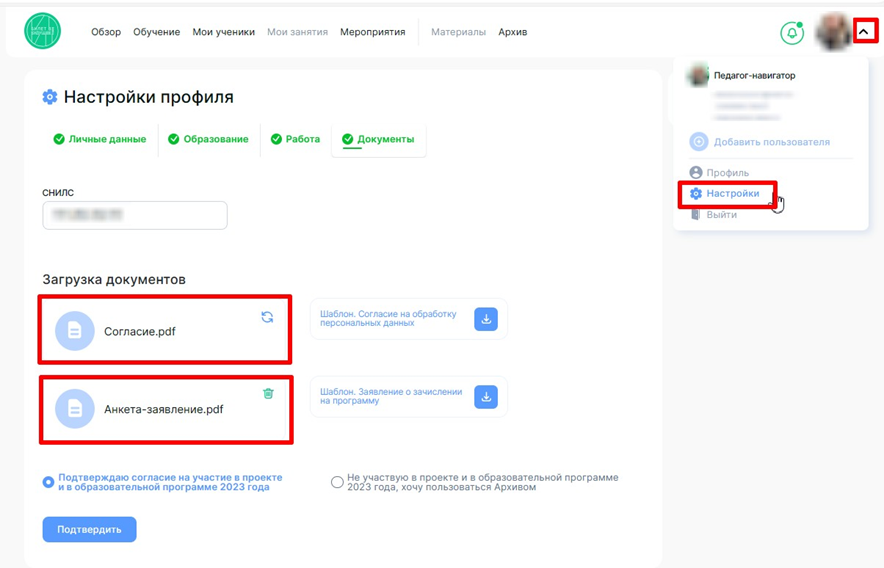 БИЛЕТ В БУДУЩЕЕ
Обзор Обучение Мои ученики Мои занятия Мероприятия Материалы Архив
Педагог-навигатор
Добавить пользователя
Профиль
Настройки
Выйти
Настройки профиля
Личные данные Образование Работа Документы
СНИЛС
Загрузка документов
Согласие.pdf
Шаблон. Согласие на обработку
персональных данных
Анкета-заявление.pdf
Шаблон. Заявление о зачислении
на программу
Подтверждаю согласие на участие в проекте
и в образовательной программе 2023 года
Не участвую в проекте и в образовательной программе
2023 года, хочу пользоваться Архивом
Подтвердить